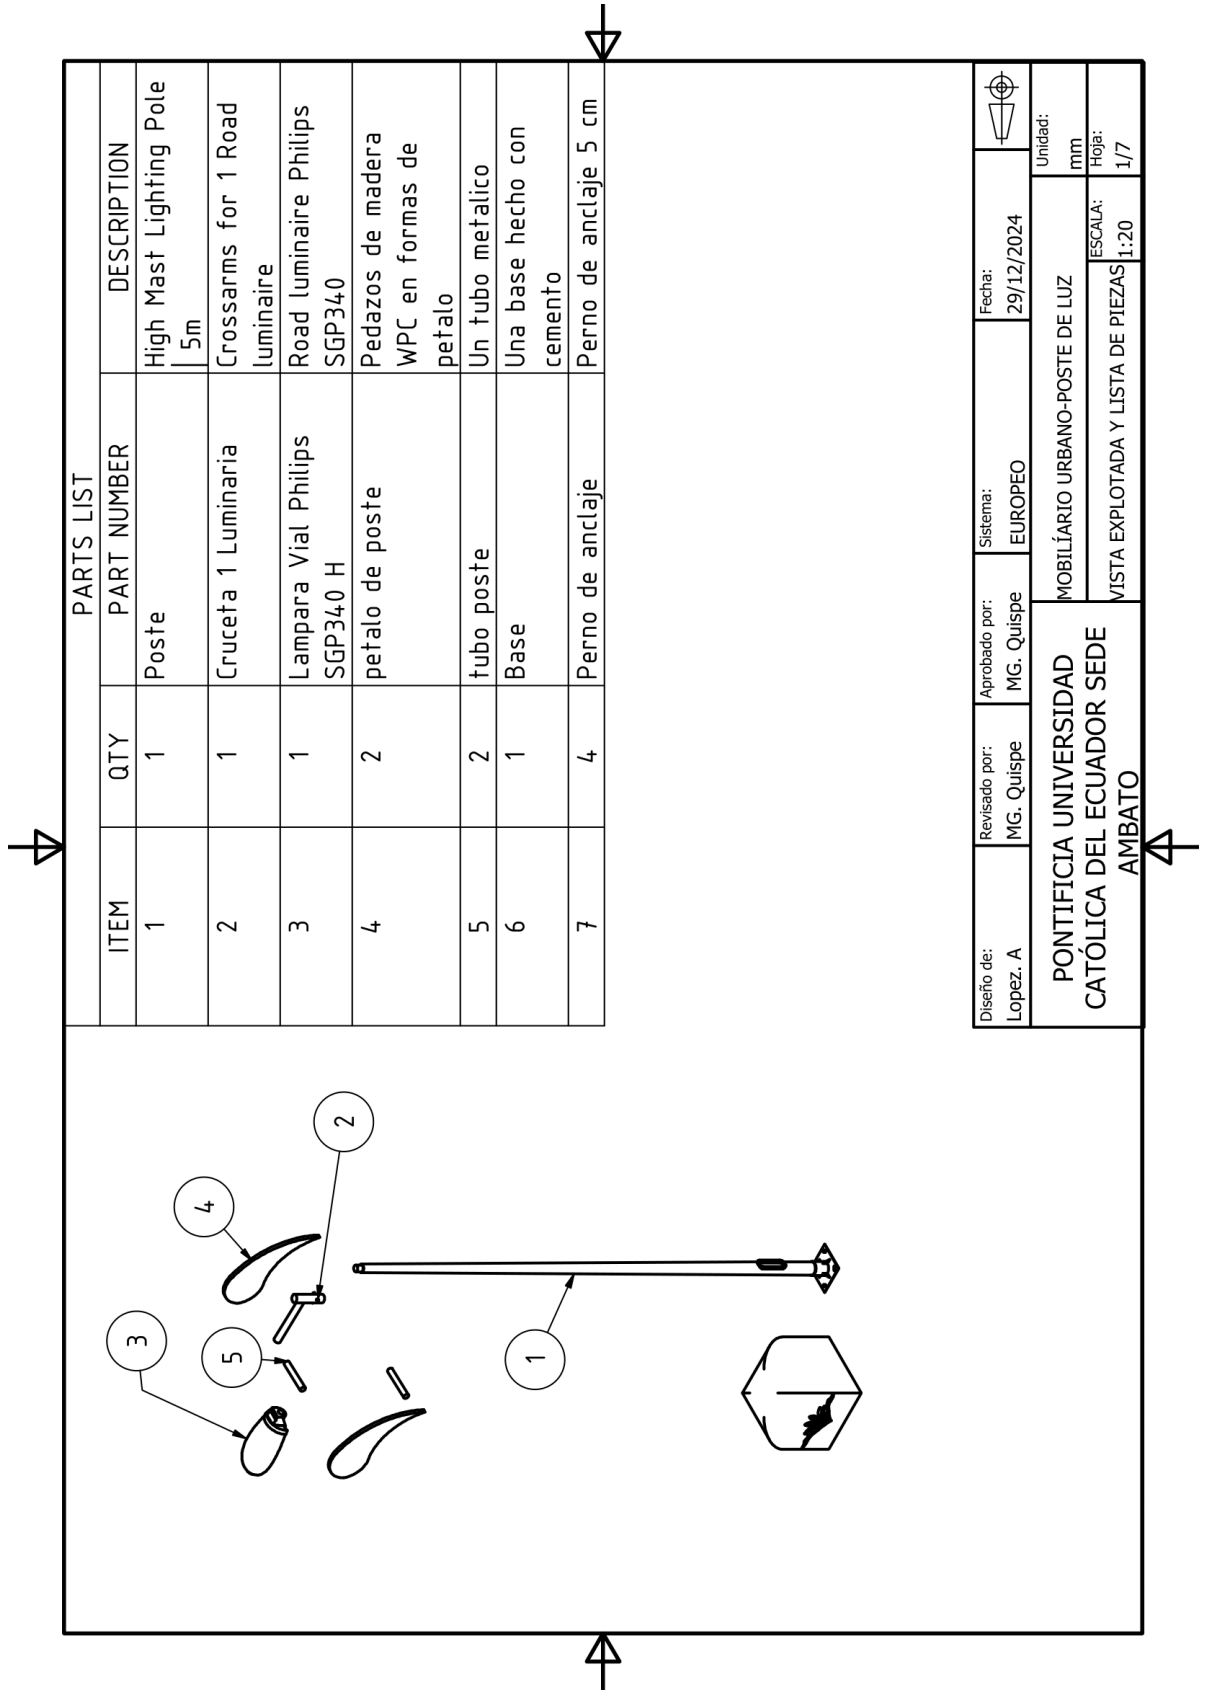 PARTS LIST
ITEM QTY PART NUMBER DESCRIPTION
1 1 Poste High Mast Lighting Pole
| 5m
2 1 Cruceta 1 Luminaria Crossarms for 1 Road
luminaire
3 1 Lampara Vial Philips Road luminaire Philips
SGP340 H SGP340
4 2 petalo de poste Pedazos de madera
WPC en formas de
petalo
5 2 tubo poste Un tubo metalico
6 1 Base Una base hecho con
cemento
7 4 Perno de anclaje Perno de anclaje 5 cm
3
4
5
2
1
Diseño de: Revisado por: Aprobado por: Sistema: Fecha:
Lopez. A MG. Quispe MG. Quispe EUROPEO 29/12/2024
PONTIFICIA UNIVERSIDAD
CATÓLICA DEL ECUADOR SEDE
AMBATO
MOBILÍARIO URBANO-POSTE DE LUZ
Unidad:
mm
VISTA EXPLOTADA Y LISTA DE PIEZAS
ESCALA:
1:20
Hoja:
1/7